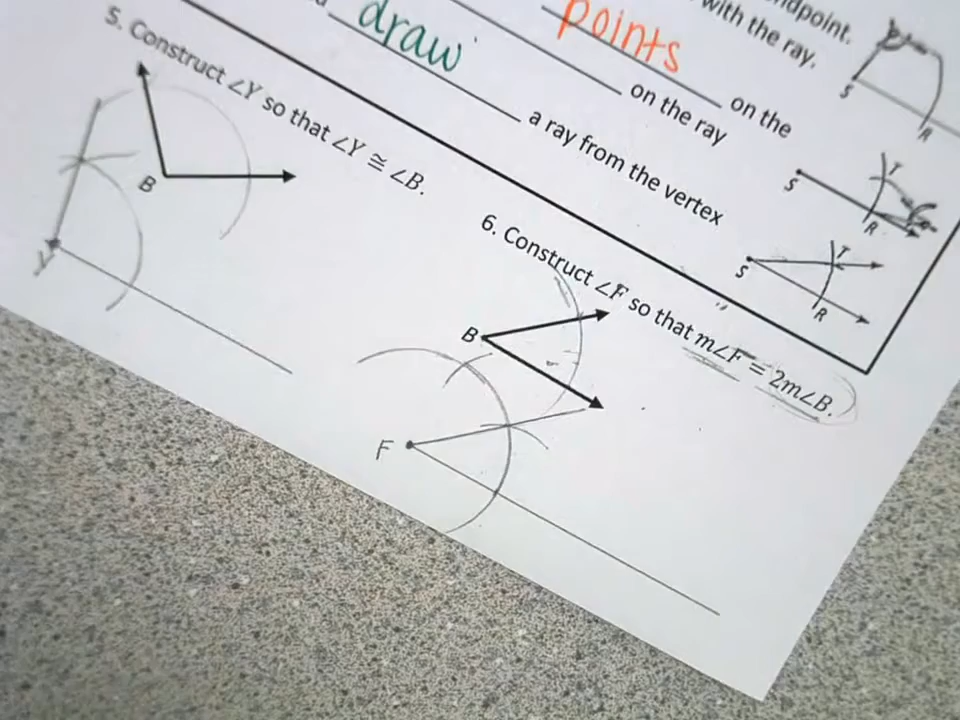 ndpoint.
with the ray.
draw
points on the
on the ray
a ray from the vertex
S
R
S
T
R
S
T
R
5. Construct ∠Y so that ∠Y ≅ ∠B.
B
Y
6. Construct ∠F so that m∠F = 2m∠B.
B
F